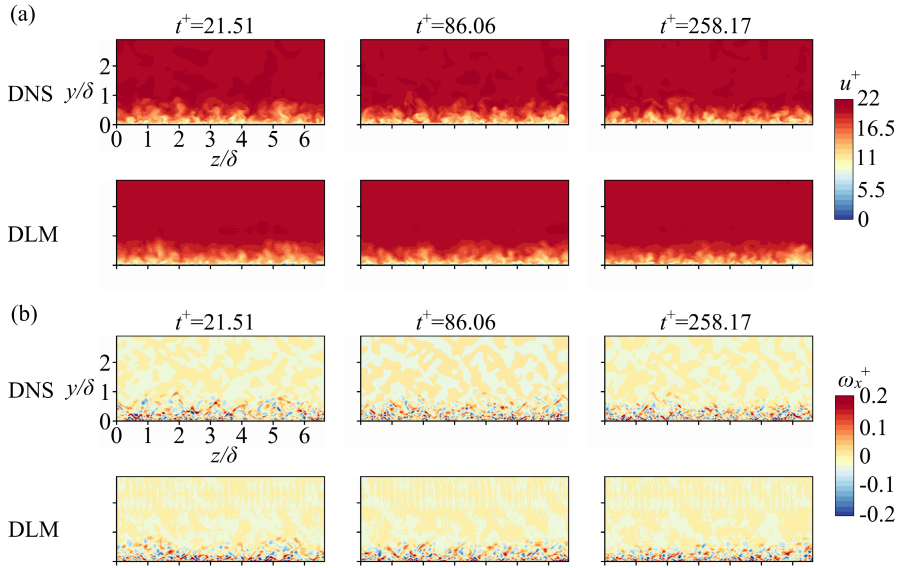 (a)
t⁺=21.51 t⁺=86.06 t⁺=258.17
DNS y/δ 2 1 0
0 1 2 3 4 5 6
z/δ
u⁺
22
16.5
11
5.5
0
DLM
(b)
t⁺=21.51 t⁺=86.06 t⁺=258.17
DNS y/δ 2 1 0
0 1 2 3 4 5 6
z/δ
ωₓ⁺
0.2
0.1
0
-0.1
-0.2
DLM